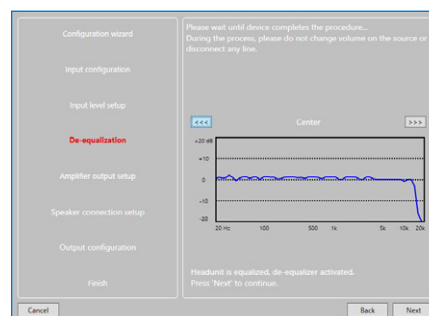 Configuration wizard
Input configuration
Input level setup
De-equalization
Amplifier output setup
Speaker connection setup
Output configuration
Finish
Please wait until device completes the procedure...
During the process, please do not change volume on the source or
disconnect any line.
<<< Center >>>
+20 dB
+10
0
-10
-20
20 Hz 100 500 1k 5k 10k 20k
Headunit is equalized, de-equalizer activated.
Press 'Next' to continue.
Cancel Back Next